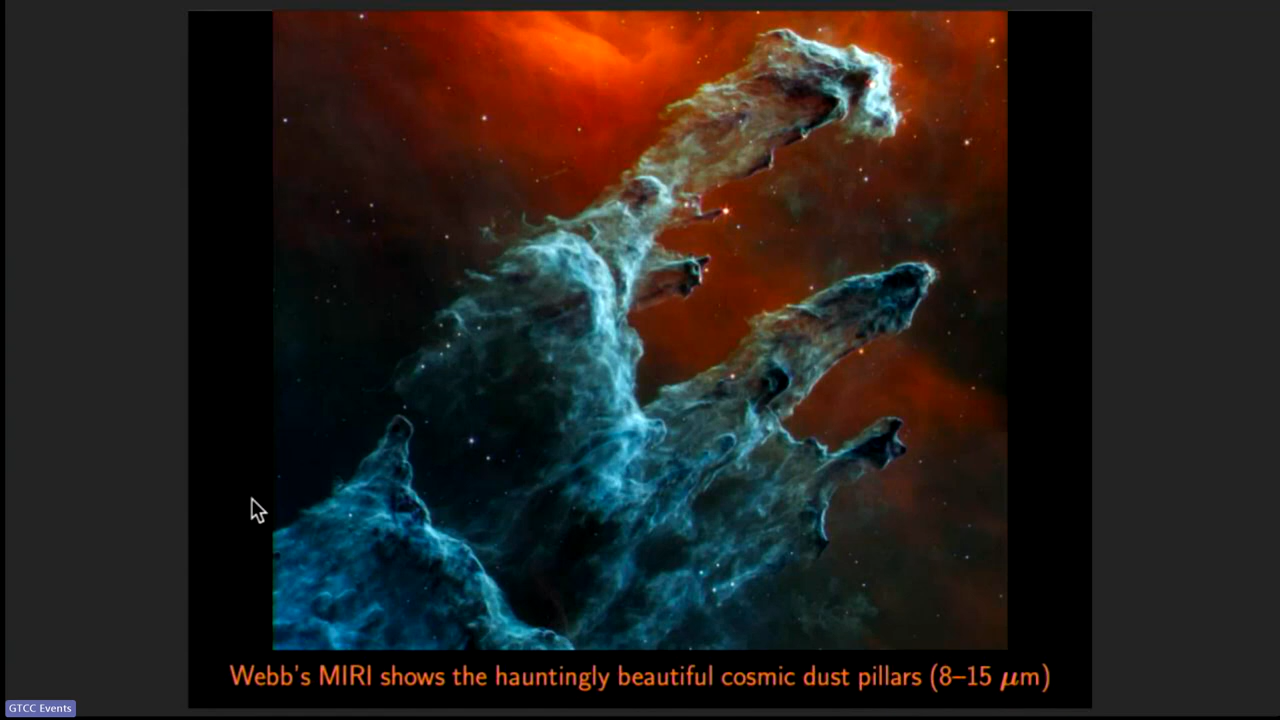 Webb's MIRI shows the hauntingly beautiful cosmic dust pillars (8–15 μm)
GTCC Events